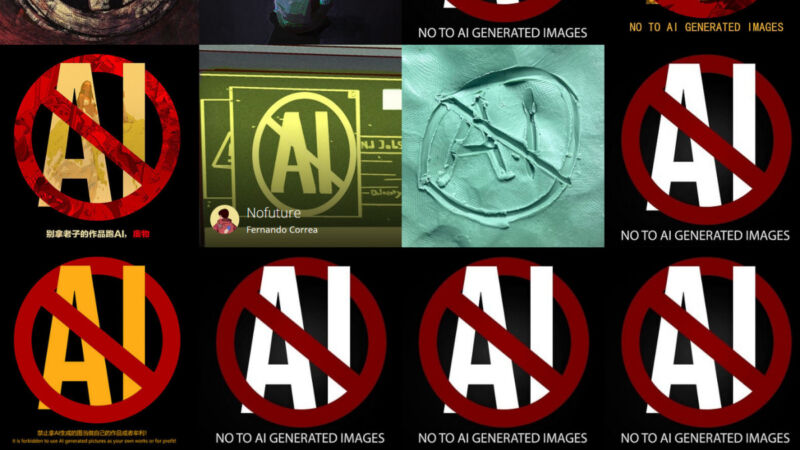 NO TO AI GENERATED IMAGES
NO TO AI GENERATED IMAGES
AI
别拿老子的作品跑AI，废物
AI
Nofuture
Fernando Correa
AI
AI
NO TO AI GENERATED IMAGES
AI
禁止拿AI生成的图当做自己的作品或者牟利!
It is forbidden to use AI generated pictures as your own works or for profit!
AI
NO TO AI GENERATED IMAGES
AI
NO TO AI GENERATED IMAGES
AI
NO TO AI GENERATED IMAGES